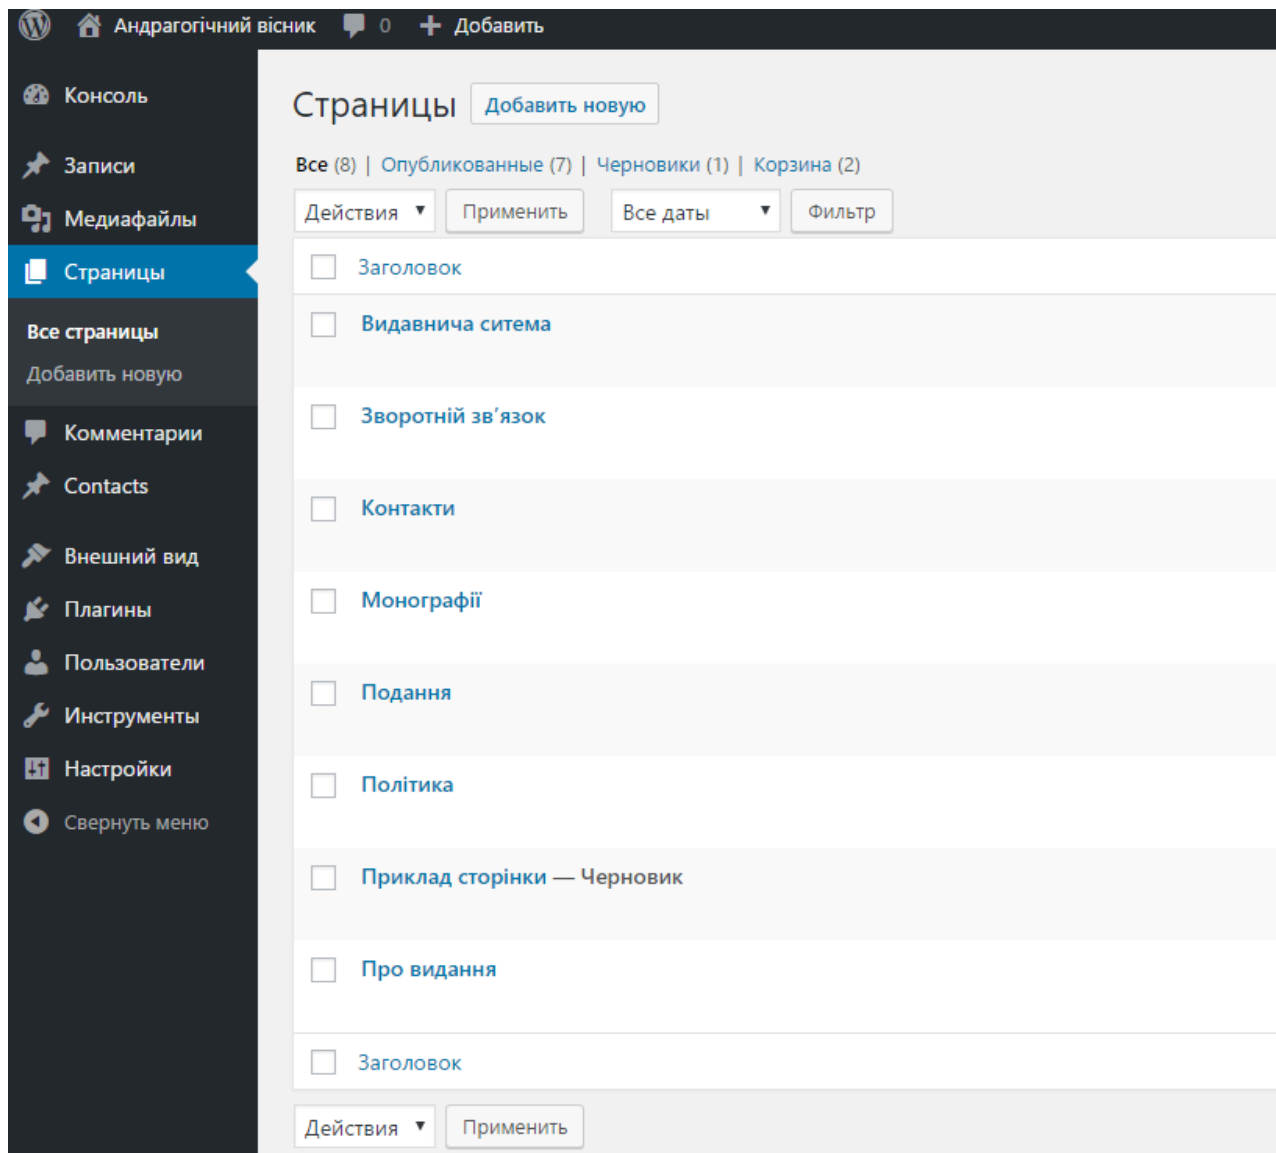 Андрагогічний вісник 0 Добавить
Консоль
Записи
Медиафайлы
Страницы
Все страницы
Добавить новую
Комментарии
Contacts
Внешний вид
Плагины
Пользователи
Инструменты
Настройки
Свернуть меню
Страницы Добавить новую
Все (8) | Опубликованные (7) | Черновики (1) | Корзина (2)
Действия Применить Все даты Фильтр
Заголовок
Видавнича ситема
Зворотній зв’язок
Контакти
Монографії
Подання
Політика
Приклад сторінки — Черновик
Про видання
Заголовок
Действия Применить